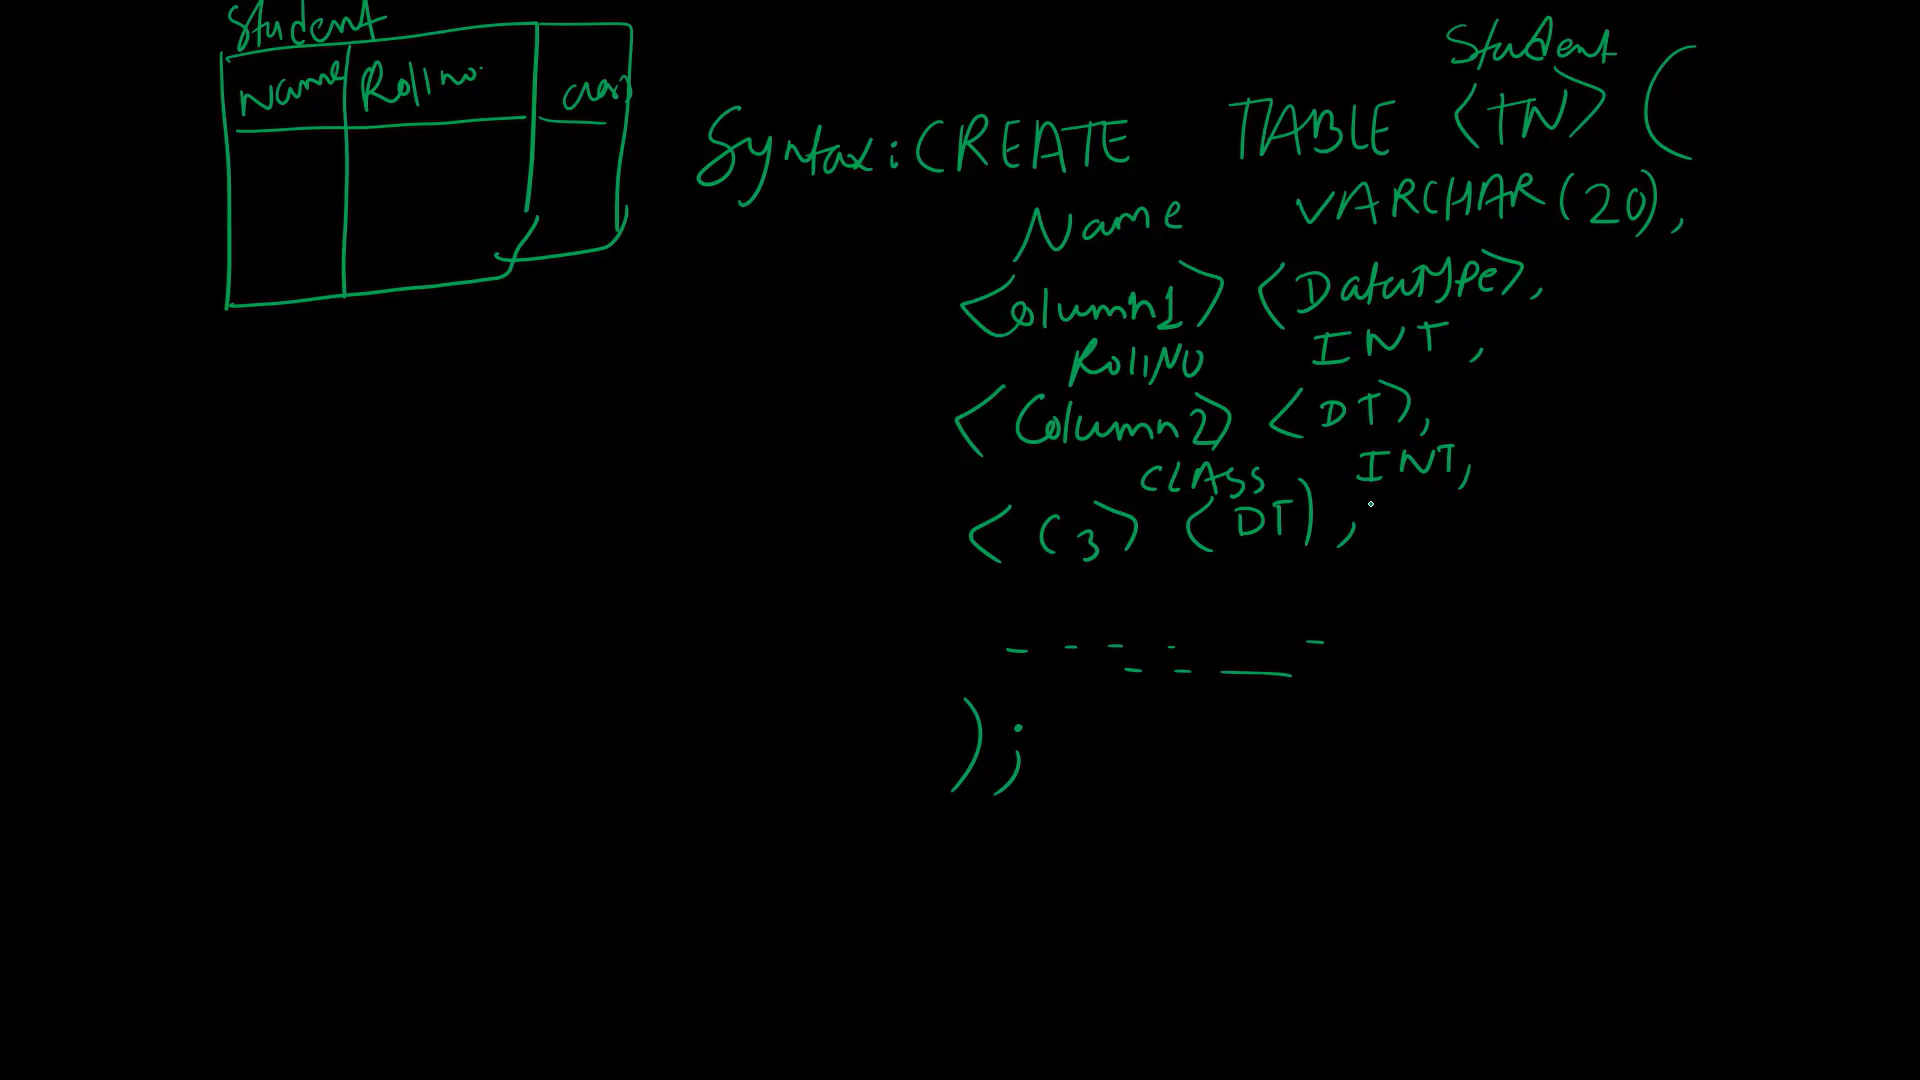 Student
Name Rollno. class
Student
Syntax: CREATE TABLE <TN> (
Name VARCHAR(20),
<Column1> <Datatype>,
RollNo INT,
<Column2> <DT>,
CLASS INT,
<C3> <DT>,
);